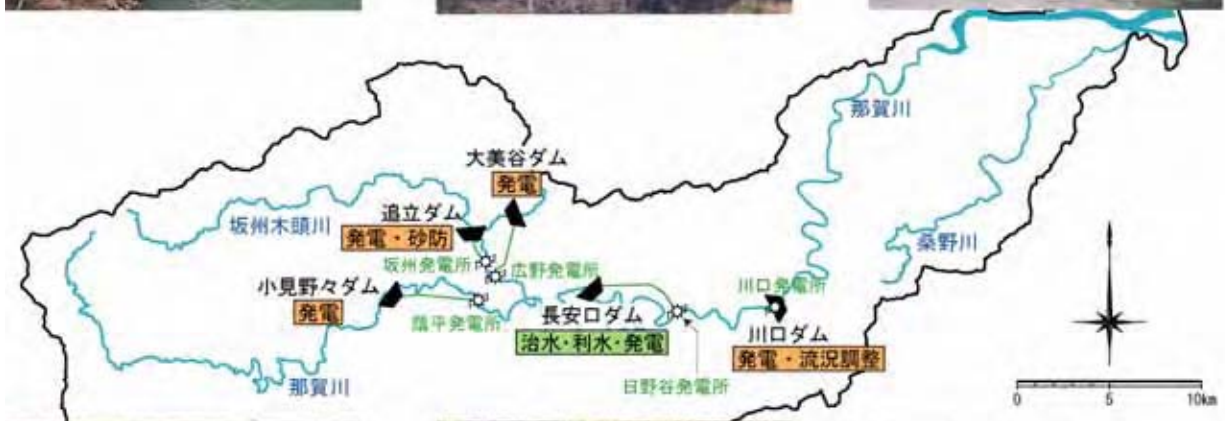 那賀川
大美谷ダム
発電
坂州木頭川
追立ダム
発電・砂防
桑野川
坂州発電所
広野発電所
小見野々ダム
発電
川口発電所
蔭平発電所
長安口ダム
治水・利水・発電
川口ダム
発電・流況調整
那賀川
日野谷発電所
0 5 10km